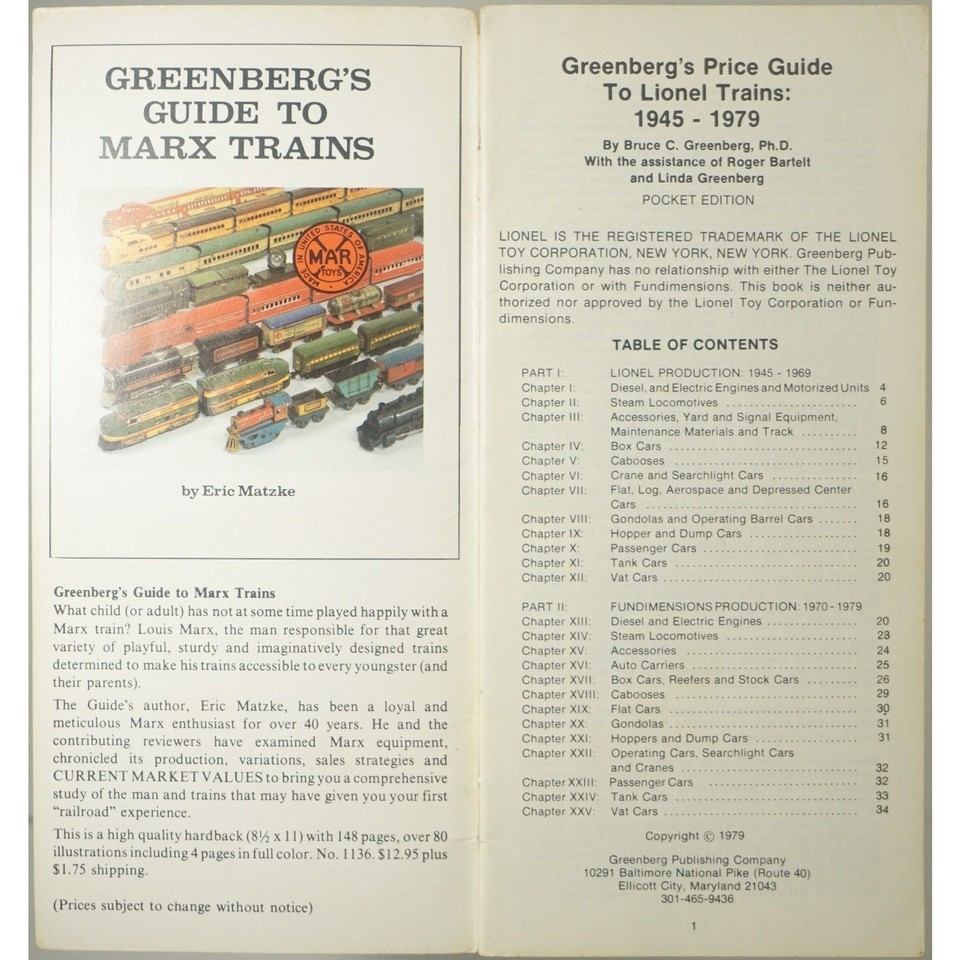 GREENBERG'S
GUIDE TO
MARX TRAINS
MADE IN UNITED STATES OF AMERICA
MAR
TOYS
by Eric Matzke
Greenberg's Guide to Marx Trains
What child (or adult) has not at some time played happily with a
Marx train? Louis Marx, the man responsible for that great
variety of playful, sturdy and imaginatively designed trains
determined to make his trains accessible to every youngster (and
their parents).
The Guide's author, Eric Matzke, has been a loyal and
meticulous Marx enthusiast for over 40 years. He and the
contributing reviewers have examined Marx equipment,
chronicled its production, variations, sales strategies and
CURRENT MARKET VALUES to bring you a comprehensive
study of the man and trains that may have given you your first
"railroad" experience.
This is a high quality hardback (8½ x 11) with 148 pages, over 80
illustrations including 4 pages in full color. No. 1136. $12.95 plus
$1.75 shipping.
(Prices subject to change without notice)
Greenberg's Price Guide
To Lionel Trains:
1945 - 1979
By Bruce C. Greenberg, Ph.D.
With the assistance of Roger Bartelt
and Linda Greenberg
POCKET EDITION
LIONEL IS THE REGISTERED TRADEMARK OF THE LIONEL
TOY CORPORATION, NEW YORK, NEW YORK. Greenberg Pub-
lishing Company has no relationship with either The Lionel Toy
Corporation or with Fundimensions. This book is neither au-
thorized nor approved by the Lionel Toy Corporation or Fun-
dimensions.
TABLE OF CONTENTS
PART I: LIONEL PRODUCTION: 1945 - 1969
Chapter I: Diesel, and Electric Engines and Motorized Units 4
Chapter II: Steam Locomotives ........................ 6
Chapter III: Accessories, Yard and Signal Equipment,
Maintenance Materials and Track .......... 8
Chapter IV: Box Cars .................................. 12
Chapter V: Cabooses ................................. 15
Chapter VI: Crane and Searchlight Cars ................ 16
Chapter VII: Flat, Log, Aerospace and Depressed Center
Cars ....................................... 16
Chapter VIII: Gondolas and Operating Barrel Cars ....... 18
Chapter IX: Hopper and Dump Cars .................... 18
Chapter X: Passenger Cars ............................ 19
Chapter XI: Tank Cars ................................. 20
Chapter XII: Vat Cars .................................. 20
PART II: FUNDIMENSIONS PRODUCTION: 1970 - 1979
Chapter XIII: Diesel and Electric Engines ................. 20
Chapter XIV: Steam Locomotives ........................ 23
Chapter XV: Accessories ............................... 24
Chapter XVI: Auto Carriers ............................. 25
Chapter XVII: Box Cars, Reefers and Stock Cars ......... 26
Chapter XVIII: Cabooses ................................. 29
Chapter XIX: Flat Cars .................................. 30
Chapter XX: Gondolas ................................. 31
Chapter XXI: Hoppers and Dump Cars .................. 31
Chapter XXII: Operating Cars, Searchlight Cars
and Cranes ................................ 32
Chapter XXIII: Passenger Cars ............................ 32
Chapter XXIV: Tank Cars ................................. 33
Chapter XXV: Vat Cars .................................. 34
Copyright © 1979
Greenberg Publishing Company
10291 Baltimore National Pike (Route 40)
Ellicott City, Maryland 21043
301-465-9436
1